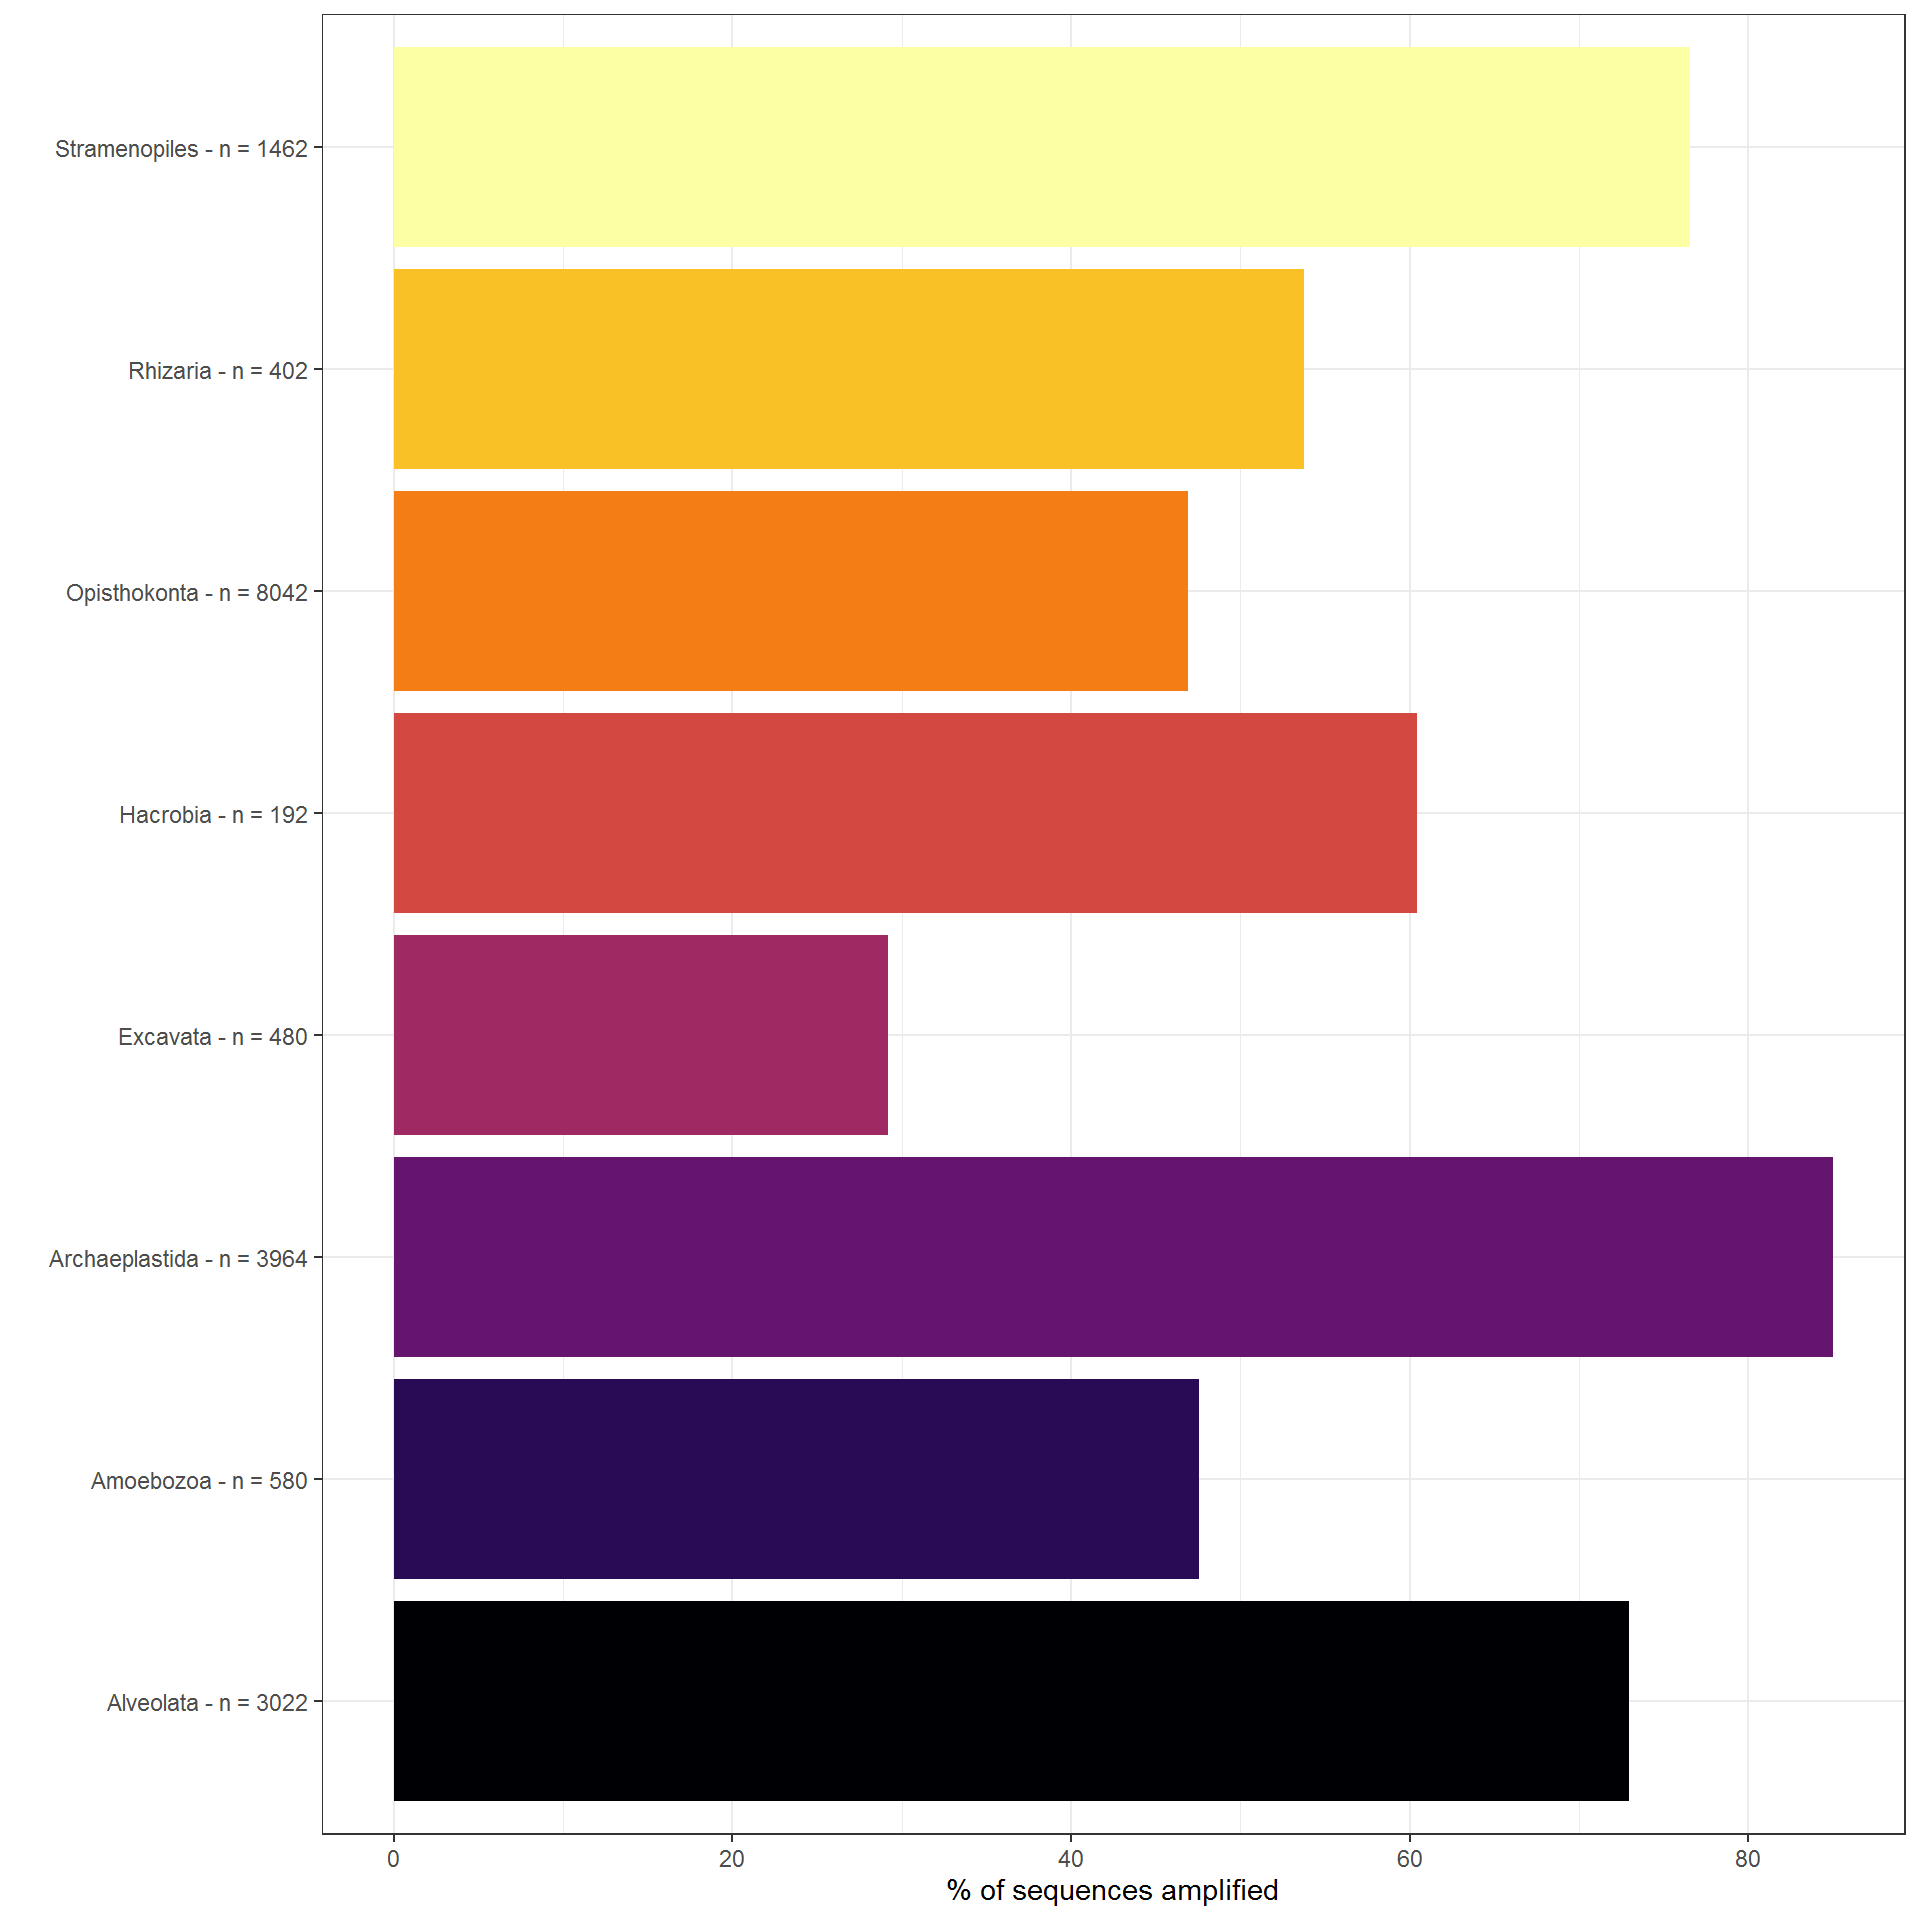 Stramenopiles - n = 1462
Rhizaria - n = 402
Opisthokonta - n = 8042
Hacrobia - n = 192
Excavata - n = 480
Archaeplastida - n = 3964
Amoebozoa - n = 580
Alveolata - n = 3022
0 20 40 60 80
% of sequences amplified